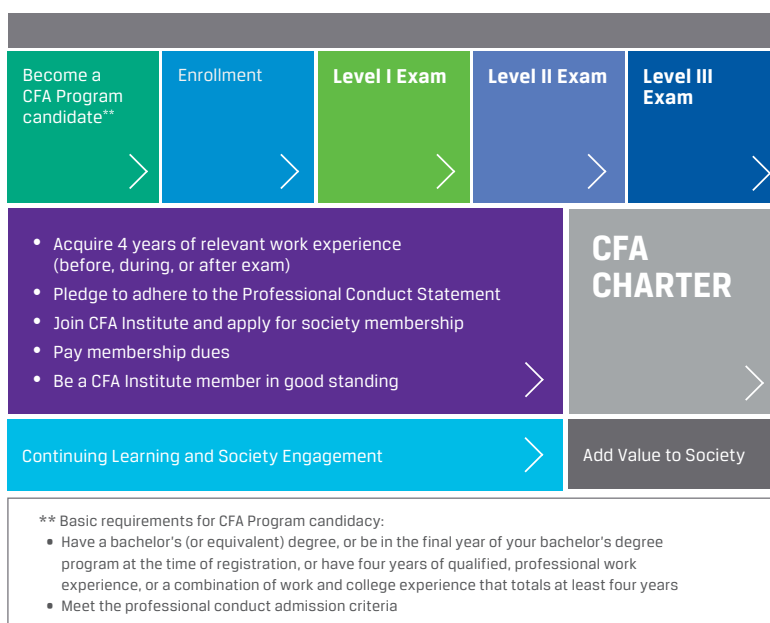 Become a
CFA Program
candidate**
Enrollment
Level I Exam
Level II Exam
Level III
Exam
• Acquire 4 years of relevant work experience
(before, during, or after exam)
• Pledge to adhere to the Professional Conduct Statement
• Join CFA Institute and apply for society membership
• Pay membership dues
• Be a CFA Institute member in good standing
CFA
CHARTER
Continuing Learning and Society Engagement
Add Value to Society
** Basic requirements for CFA Program candidacy:
• Have a bachelor's (or equivalent) degree, or be in the final year of your bachelor's degree
program at the time of registration, or have four years of qualified, professional work
experience, or a combination of work and college experience that totals at least four years
• Meet the professional conduct admission criteria